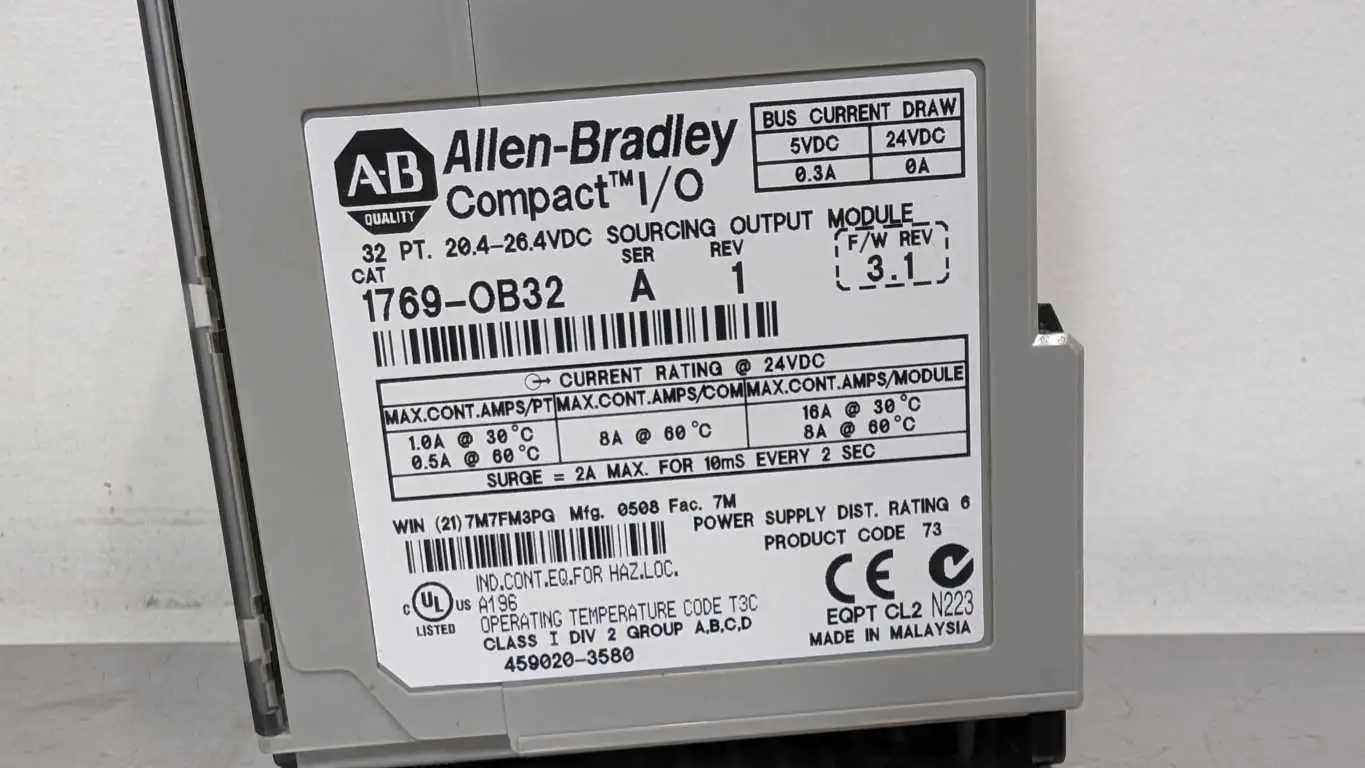 A·B
QUALITY
Allen-Bradley
Compact™ I/O
BUS CURRENT DRAW
5VDC 24VDC
0.3A 0A
32 PT. 20.4-26.4VDC SOURCING OUTPUT MODULE
CAT SER REV F/W REV
1769-OB32 A 1 3.1
CURRENT RATING @ 24VDC
MAX.CONT.AMPS/PT MAX.CONT.AMPS/COM MAX.CONT.AMPS/MODULE
1.0A @ 30°C 8A @ 60°C 16A @ 30°C
0.5A @ 60°C 8A @ 60°C
SURGE = 2A MAX. FOR 10mS EVERY 2 SEC
WIN (21)7M7FM3PG Mfg. 0508 Fac. 7M
POWER SUPPLY DIST. RATING 6
PRODUCT CODE 73
IND.CONT.EQ.FOR HAZ.LOC.
C UL US A196
LISTED
OPERATING TEMPERATURE CODE T3C
CLASS I DIV 2 GROUP A,B,C,D
459020-3580
CE
EQPT CL2 N223
MADE IN MALAYSIA